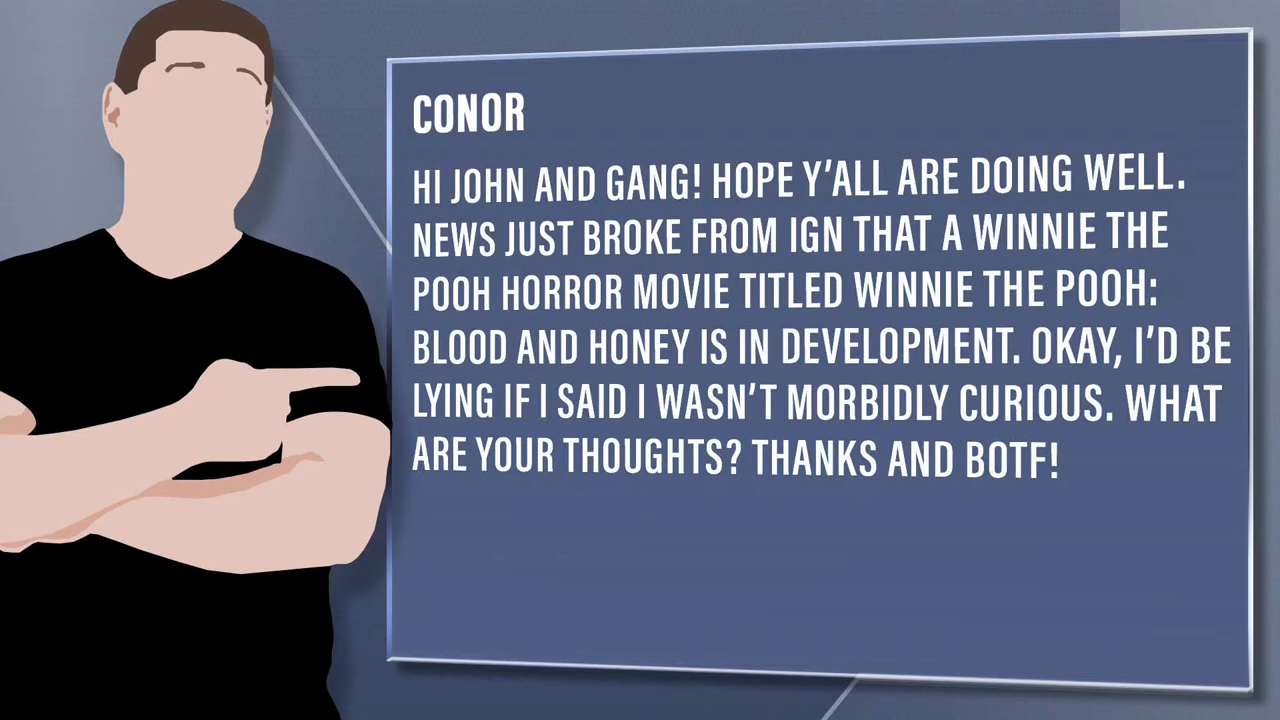 CONOR
HI JOHN AND GANG! HOPE Y'ALL ARE DOING WELL.
NEWS JUST BROKE FROM IGN THAT A WINNIE THE
POOH HORROR MOVIE TITLED WINNIE THE POOH:
BLOOD AND HONEY IS IN DEVELOPMENT. OKAY, I'D BE
LYING IF I SAID I WASN'T MORBIDLY CURIOUS. WHAT
ARE YOUR THOUGHTS? THANKS AND BOTF!